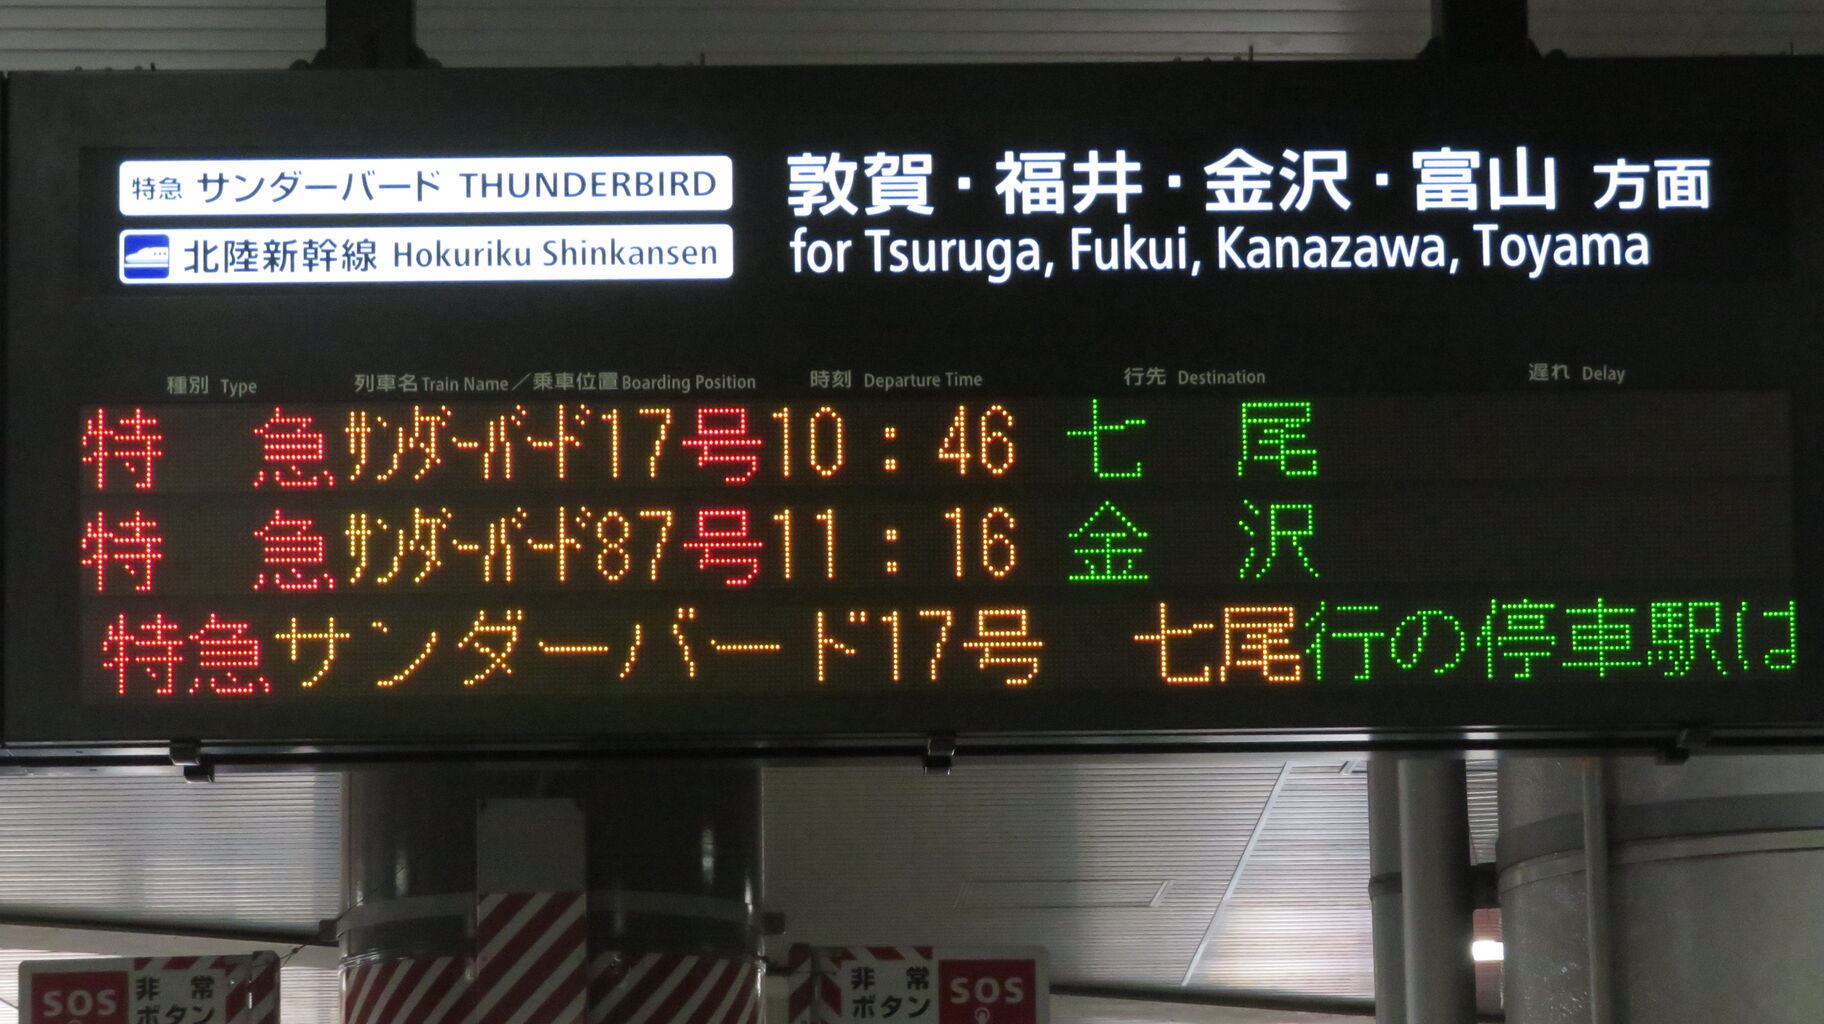 特急 サンダーバード THUNDERBIRD
敦賀・福井・金沢・富山 方面
北陸新幹線 Hokuriku Shinkansen
for Tsuruga, Fukui, Kanazawa, Toyama
種別 Type 列車名 Train Name／乗車位置 Boarding Position 時刻 Departure Time 行先 Destination 遅れ Delay
特 急 サンダーバード17号 10:46 七 尾
特 急 サンダーバード87号 11:16 金 沢
特急サンダーバード17号 七尾行の停車駅は
SOS 非常ボタン
非常ボタン SOS